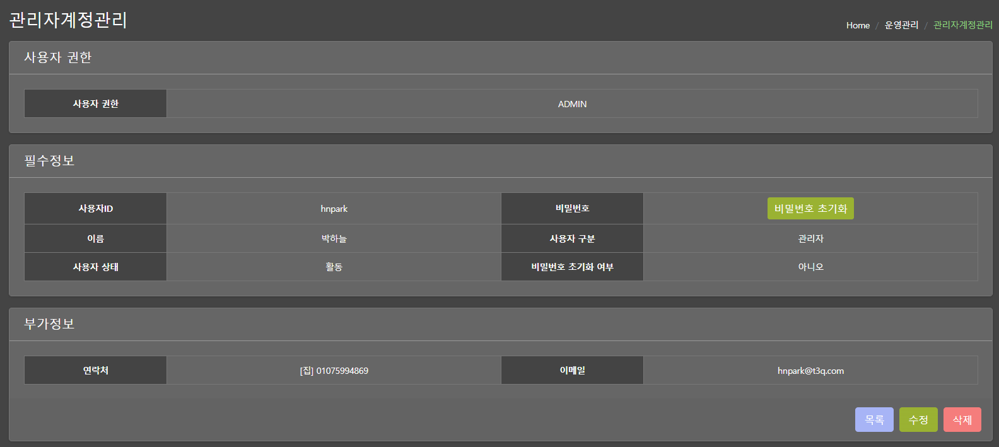 관리자계정관리
Home / 운영관리 / 관리자계정관리
사용자 권한
사용자 권한 ADMIN
필수정보
사용자ID hnpark 비밀번호 비밀번호 초기화
이름 박하늘 사용자 구분 관리자
사용자 상태 활동 비밀번호 초기화 여부 아니오
부가정보
연락처 [집] 01075994869 이메일 hnpark@t3q.com
목록 수정 삭제